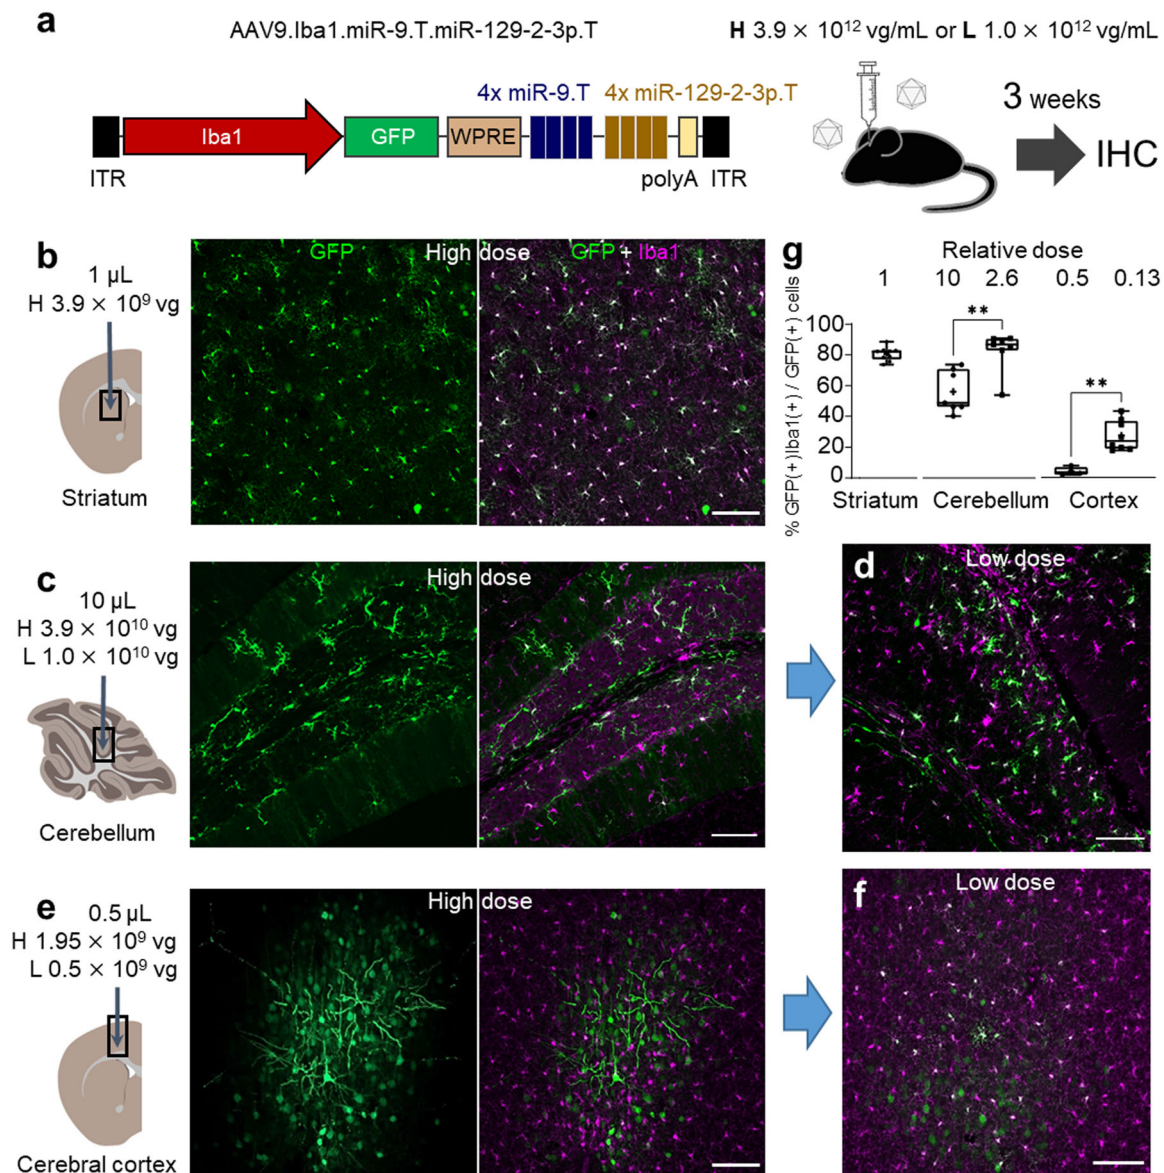 a
AAV9.Iba1.miR-9.T.miR-129-2-3p.T
H 3.9 × 10¹² vg/mL or L 1.0 × 10¹² vg/mL
4x miR-9.T 4x miR-129-2-3p.T
Iba1 GFP WPRE
ITR polyA ITR
3 weeks
IHC
b
1 µL
H 3.9 × 10⁹ vg
Striatum
GFP High dose GFP + Iba1
g
Relative dose
1 10 2.6 0.5 0.13
% GFP(+)Iba1(+) / GFP(+) cells
100
80
60
40
20
0
**
**
Striatum Cerebellum Cortex
c
10 µL
H 3.9 × 10¹⁰ vg
L 1.0 × 10¹⁰ vg
Cerebellum
High dose
d
Low dose
e
0.5 µL
H 1.95 × 10⁹ vg
L 0.5 × 10⁹ vg
Cerebral cortex
High dose
f
Low dose